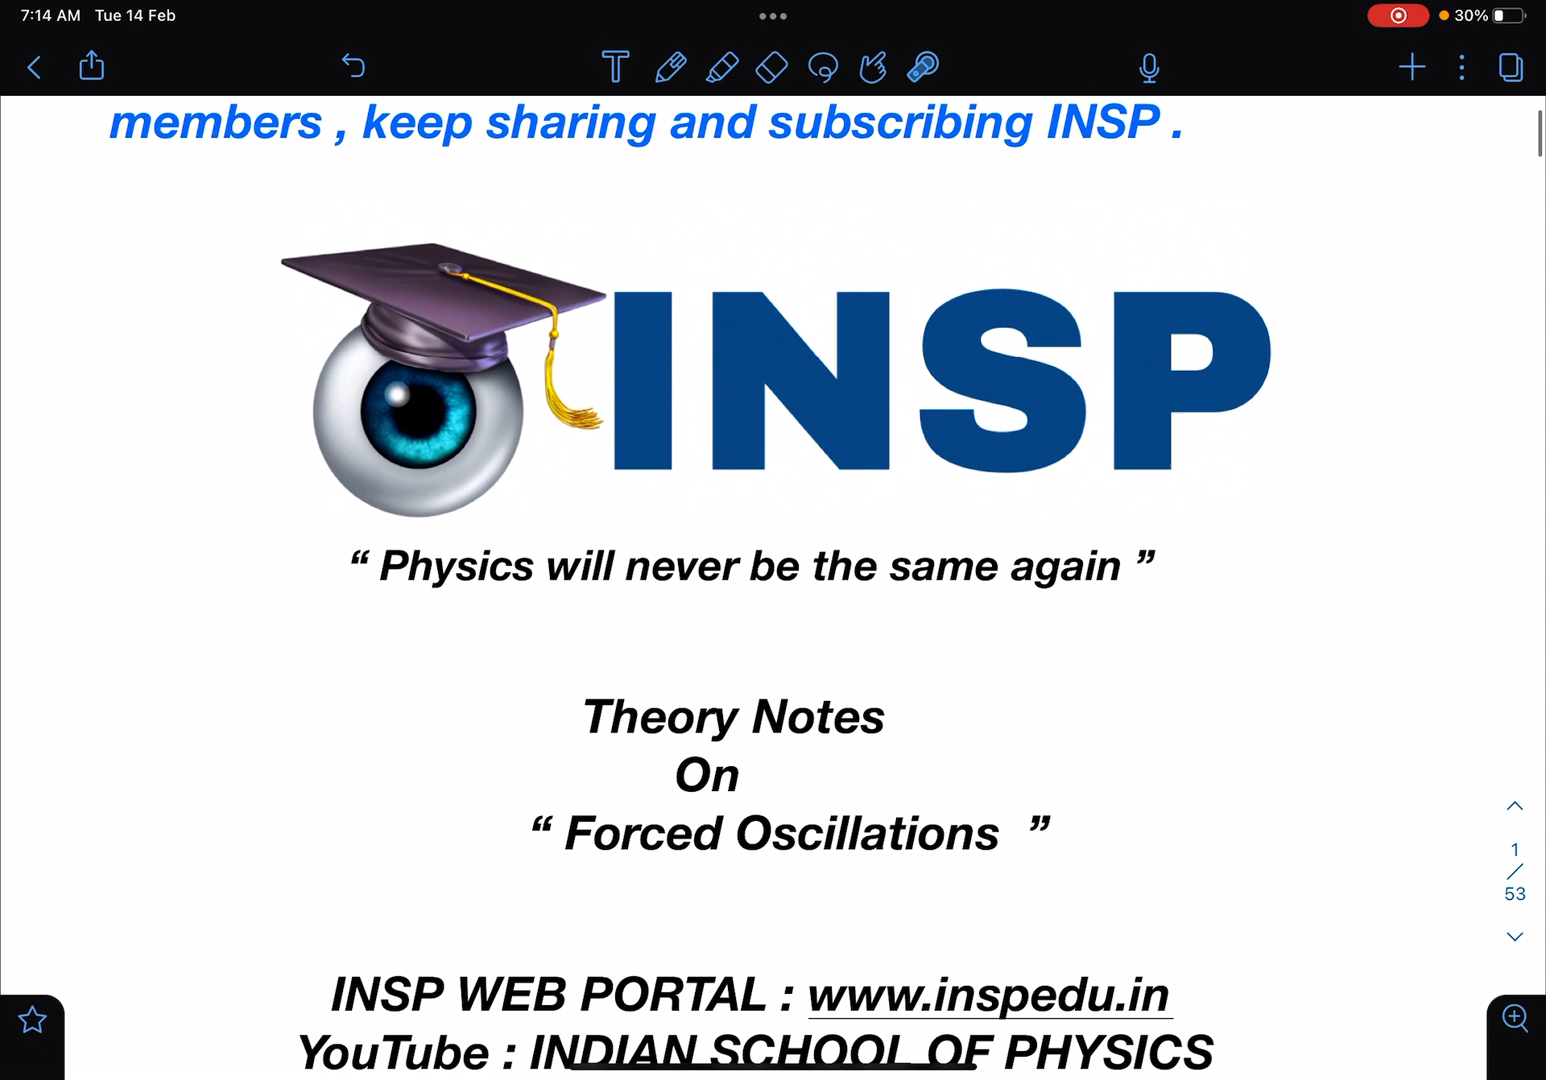 7:14 AM Tue 14 Feb
30%
members , keep sharing and subscribing INSP .
INSP
“ Physics will never be the same again ”
Theory Notes
On
“ Forced Oscillations ”
1
/
53
INSP WEB PORTAL : www.inspedu.in
YouTube : INDIAN SCHOOL OF PHYSICS